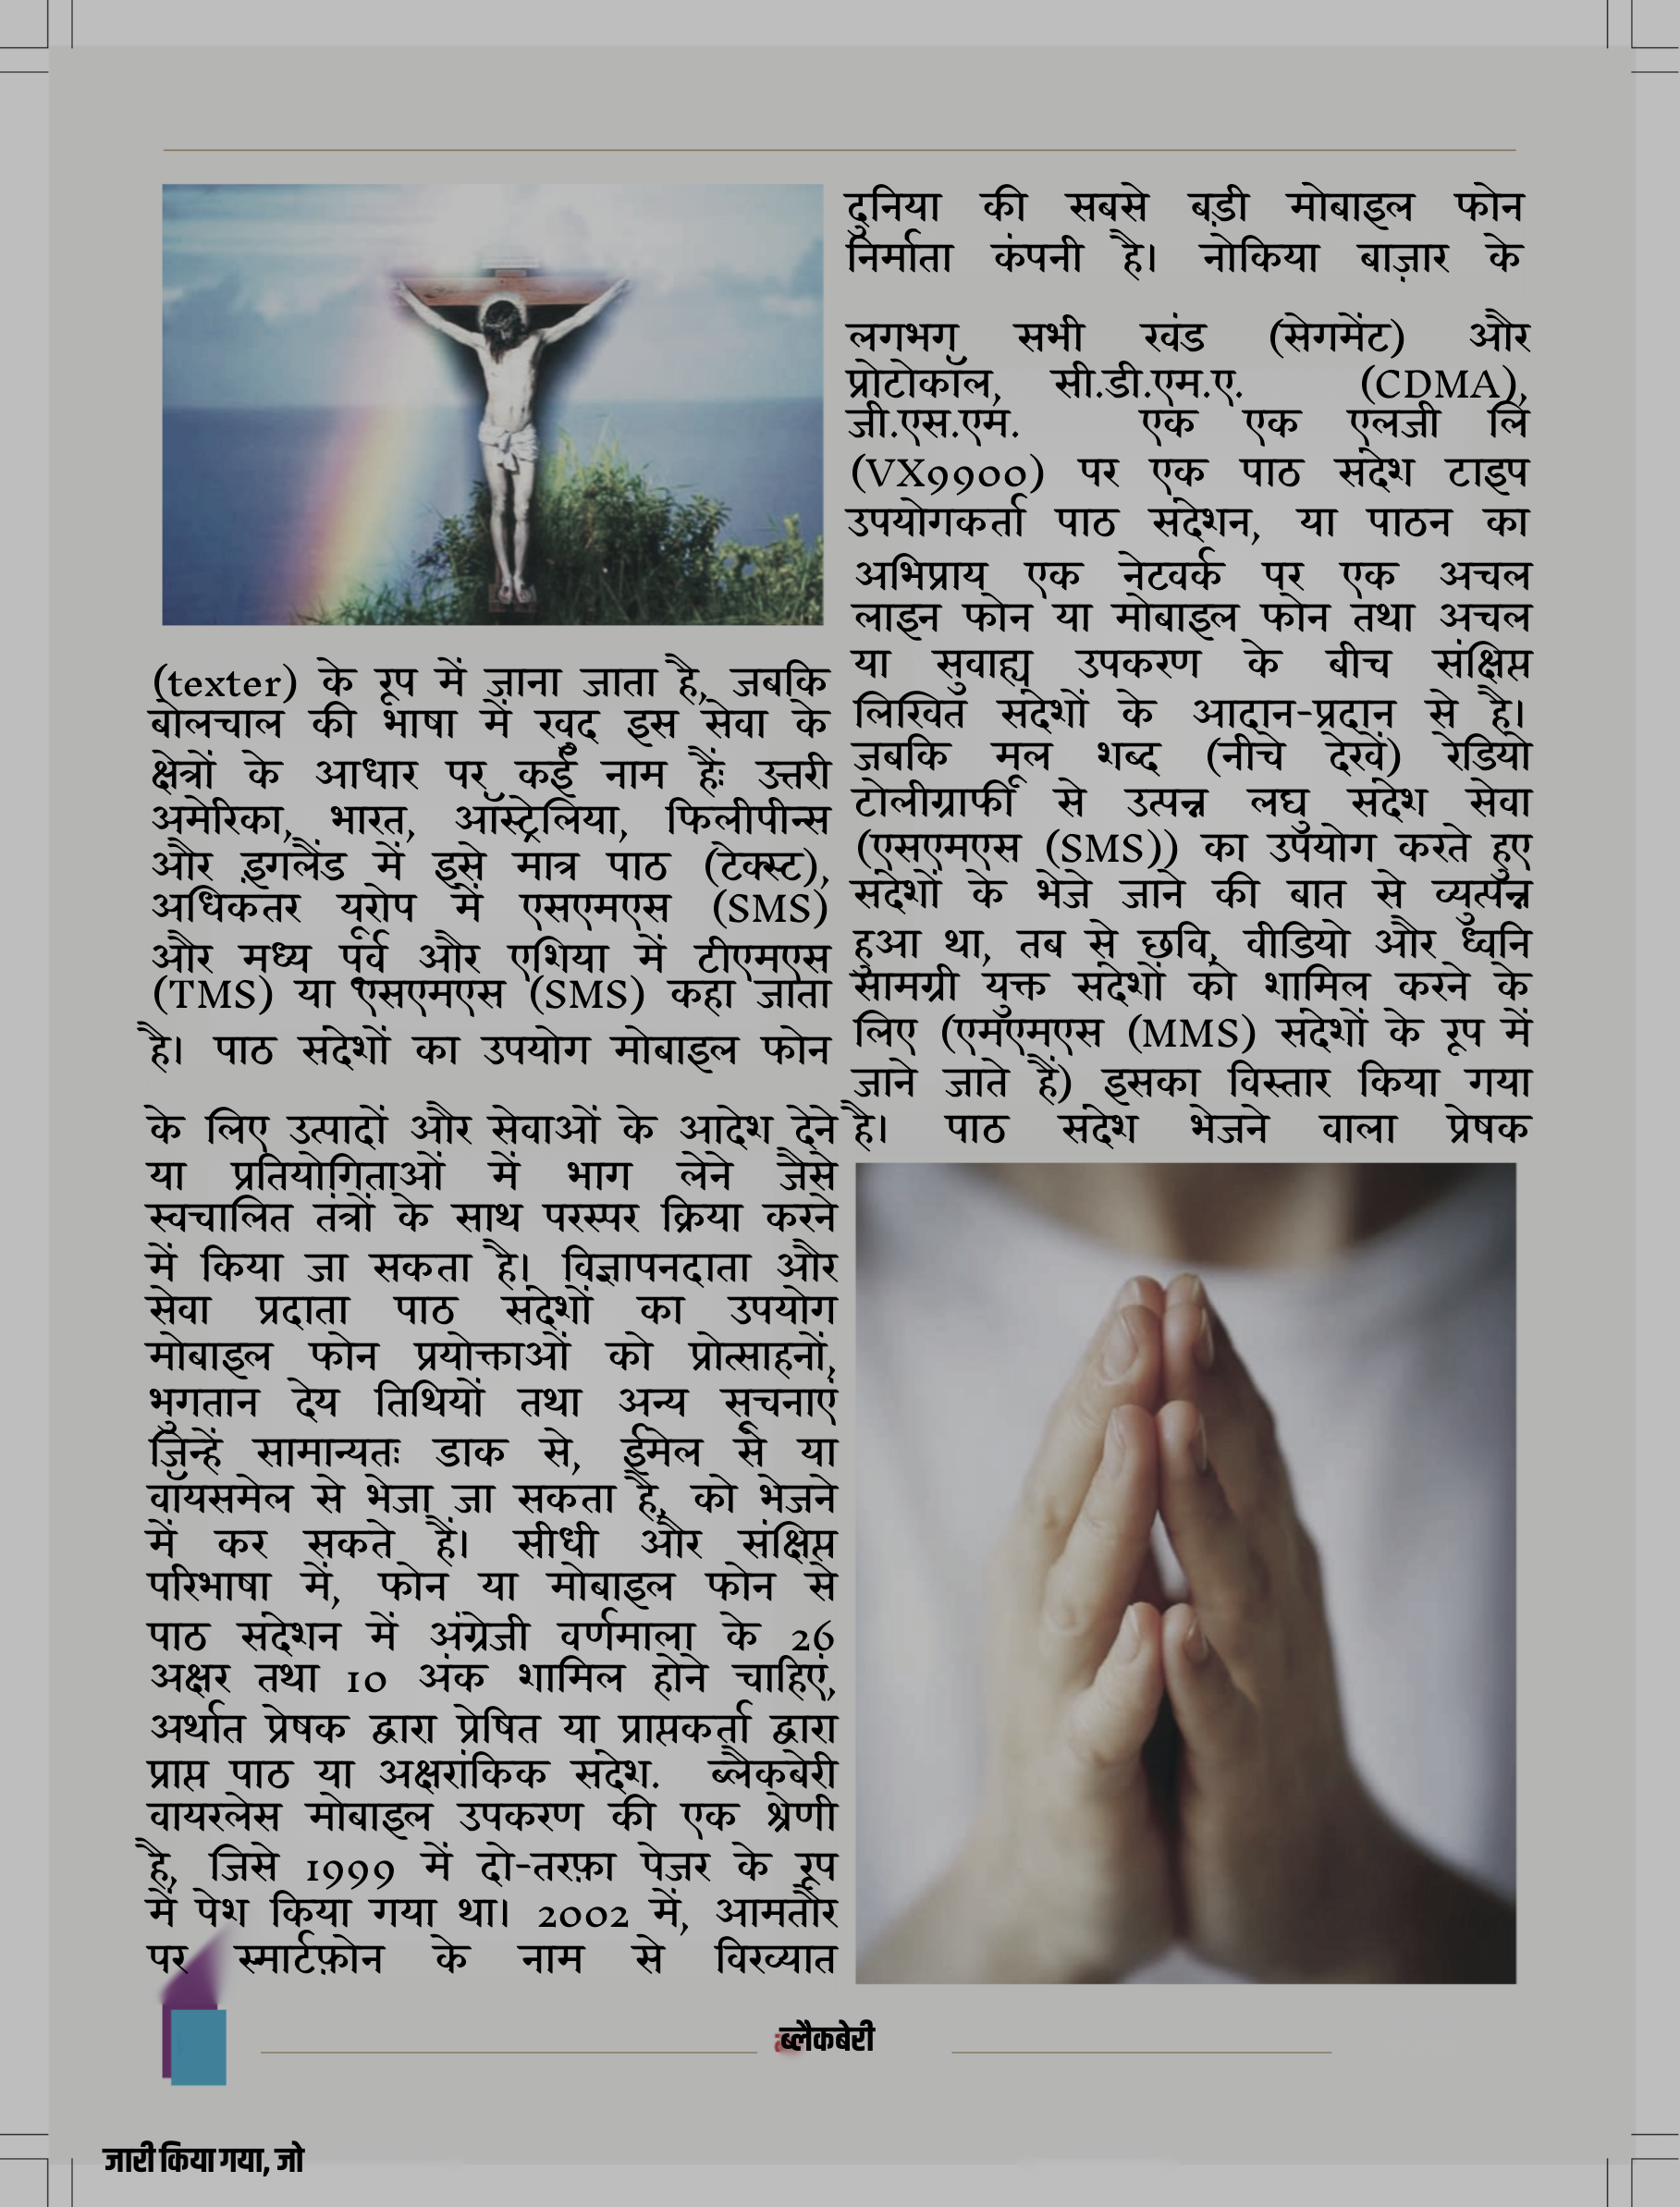 (texter) के रूप में जाना जाता है, जबकि
बोलचाल की भाषा में खुद इस सेवा के
क्षेत्रों के आधार पर कई नाम हैंः उत्तरी
अमेरिका, भारत, ऑस्ट्रेलिया, फिलीपीन्स
और इंगलैंड में इसे मात्र पाठ (टेक्स्ट),
अधिकतर यूरोप में एसएमएस (SMS)
और मध्य पूर्व और एशिया में टीएमएस
(TMS) या एसएमएस (SMS) कहा जाता
है। पाठ संदेशों का उपयोग मोबाइल फोन
के लिए उत्पादों और सेवाओं के आदेश देने
या प्रतियोगिताओं में भाग लेने जैसे
स्वचालित तंत्रों के साथ परस्पर क्रिया करने
में किया जा सकता है। विज्ञापनदाता और
सेवा प्रदाता पाठ संदेशों का उपयोग
मोबाइल फोन प्रयोक्ताओं को प्रोत्साहनों,
भुगतान देय तिथियों तथा अन्य सूचनाएं
जिन्हें सामान्यतः डाक से, ईमेल से या
वॉयसमेल से भेजा जा सकता है, को भेजने
में कर सकते हैं। सीधी और संक्षिप्त
परिभाषा में, फोन या मोबाइल फोन से
पाठ संदेशन में अंग्रेजी वर्णमाला के 26
अक्षर तथा 10 अंक शामिल होने चाहिएं,
अर्थात प्रेषक द्वारा प्रेषित या प्राप्तकर्ता द्वारा
प्राप्त पाठ या अक्षरांकिक संदेश. ब्लैकबेरी
वायरलेस मोबाइल उपकरण की एक श्रेणी
है, जिसे 1999 में दो-तरफ़ा पेजर के रूप
में पेश किया गया था। 2002 में, आमतौर
पर स्मार्टफ़ोन के नाम से विख्यात
दुनिया की सबसे बड़ी मोबाइल फोन
निर्माता कंपनी है। नोकिया बाज़ार के
लगभग सभी खंड (सेगमेंट) और
प्रोटोकॉल, सी.डी.एम.ए. (CDMA),
जी.एस.एम. एक एक एलजी लि
(VX9900) पर एक पाठ संदेश टाइप
उपयोगकर्ता पाठ संदेशन, या पाठन का
अभिप्राय एक नेटवर्क पर एक अचल
लाइन फोन या मोबाइल फोन तथा अचल
या सुवाह्य उपकरण के बीच संक्षिप्त
लिखित संदेशों के आदान-प्रदान से है।
जबकि मूल शब्द (नीचे देखें) रेडियो
टोलीग्राफी से उत्पन्न लघु संदेश सेवा
(एसएमएस (SMS)) का उपयोग करते हुए
संदेशों के भेजे जाने की बात से व्युत्पन्न
हुआ था, तब से छवि, वीडियो और ध्वनि
सामग्री युक्त संदेशों को शामिल करने के
लिए (एमएमएस (MMS) संदेशों के रूप में
जाने जाते हैं) इसका विस्तार किया गया
है। पाठ संदेश भेजने वाला प्रेषक
ब्लैकबेरी
जारी किया गया, जो